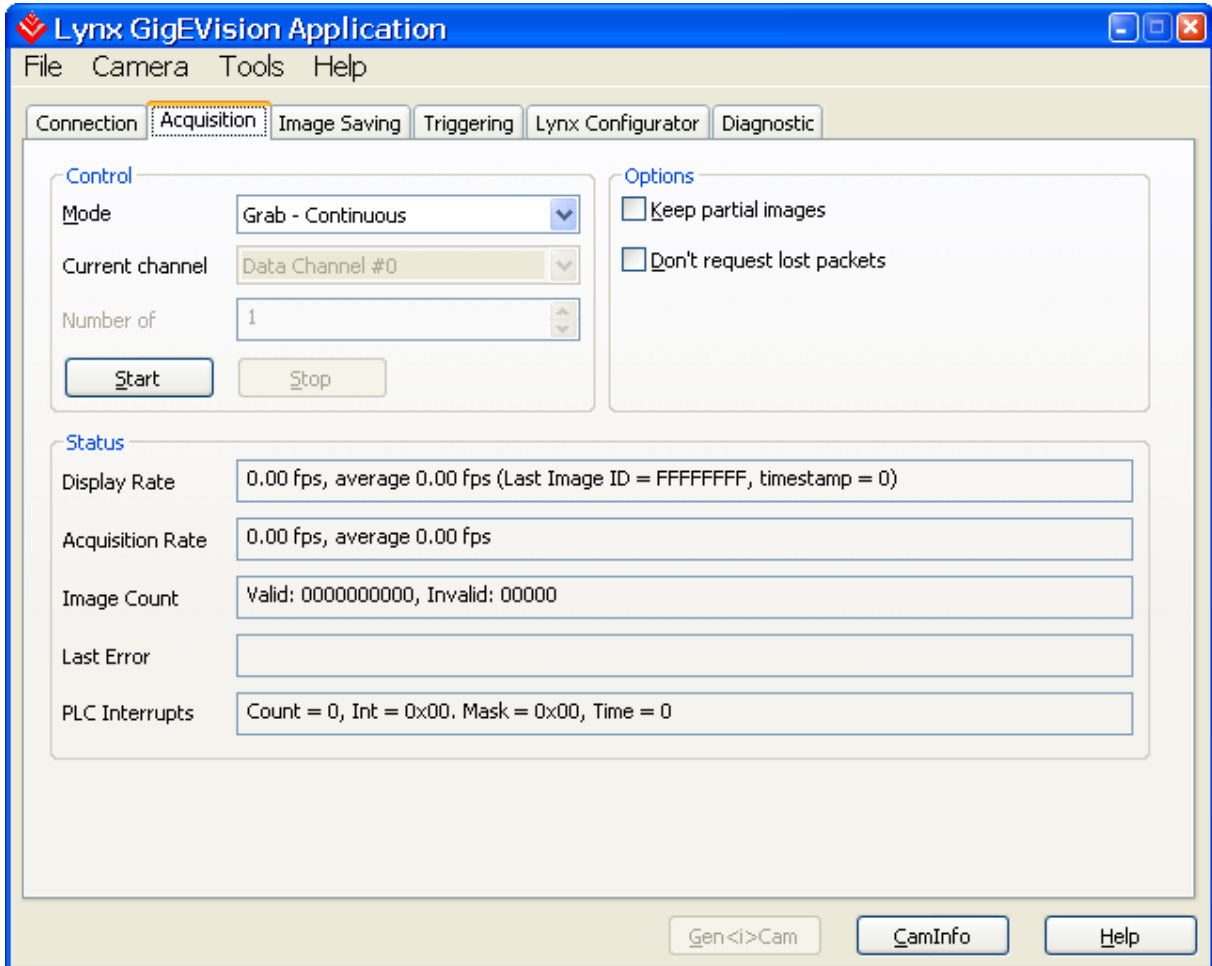 Lynx GigEVision Application
File Camera Tools Help
Connection Acquisition Image Saving Triggering Lynx Configurator Diagnostic
Control
Mode Grab - Continuous
Current channel Data Channel #0
Number of 1
Start Stop
Options
Keep partial images
Don't request lost packets
Status
Display Rate 0.00 fps, average 0.00 fps (Last Image ID = FFFFFFFF, timestamp = 0)
Acquisition Rate 0.00 fps, average 0.00 fps
Image Count Valid: 0000000000, Invalid: 00000
Last Error
PLC Interrupts Count = 0, Int = 0x00. Mask = 0x00, Time = 0
Gen<i>Cam CamInfo Help